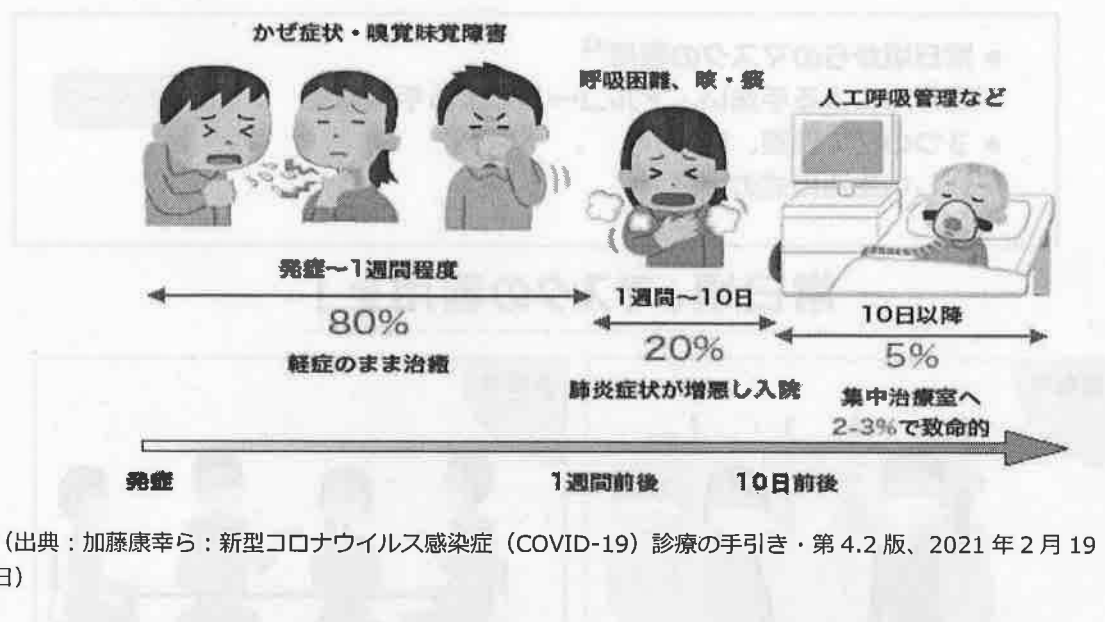 かぜ症状・嗅覚味覚障害
呼吸困難、咳・痰
人工呼吸管理など
発症～1週間程度
80%
軽症のまま治癒
1週間～10日
20%
肺炎症状が増悪し入院
10日以降
5%
集中治療室へ
2-3%で致命的
発症
1週間前後
10日前後
（出典：加藤康幸ら：新型コロナウイルス感染症（COVID-19）診療の手引き・第 4.2 版、2021 年 2 月 19
日）